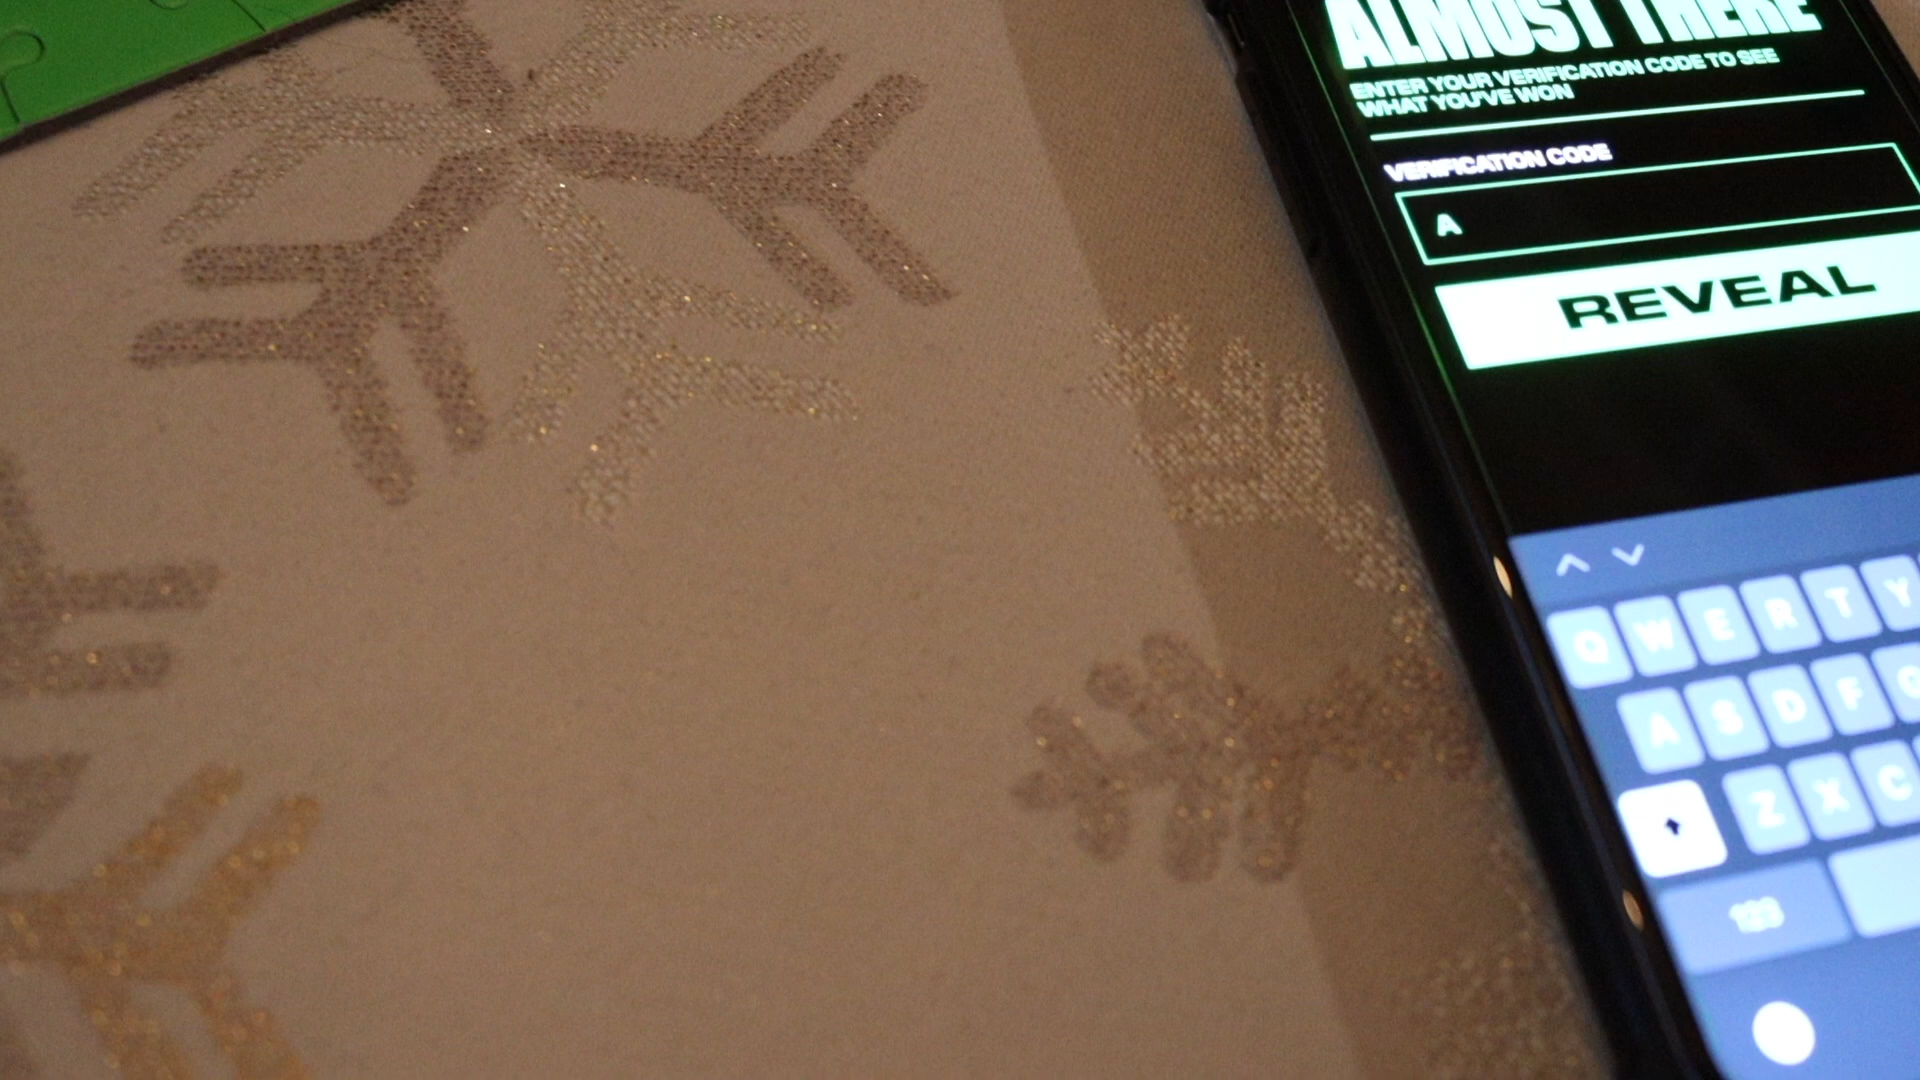 ALMOST THERE
ENTER YOUR VERIFICATION CODE TO SEE
WHAT YOU'VE WON
VERIFICATION CODE
A
REVEAL
Q W E R T Y
A S D F G
Z X C
123